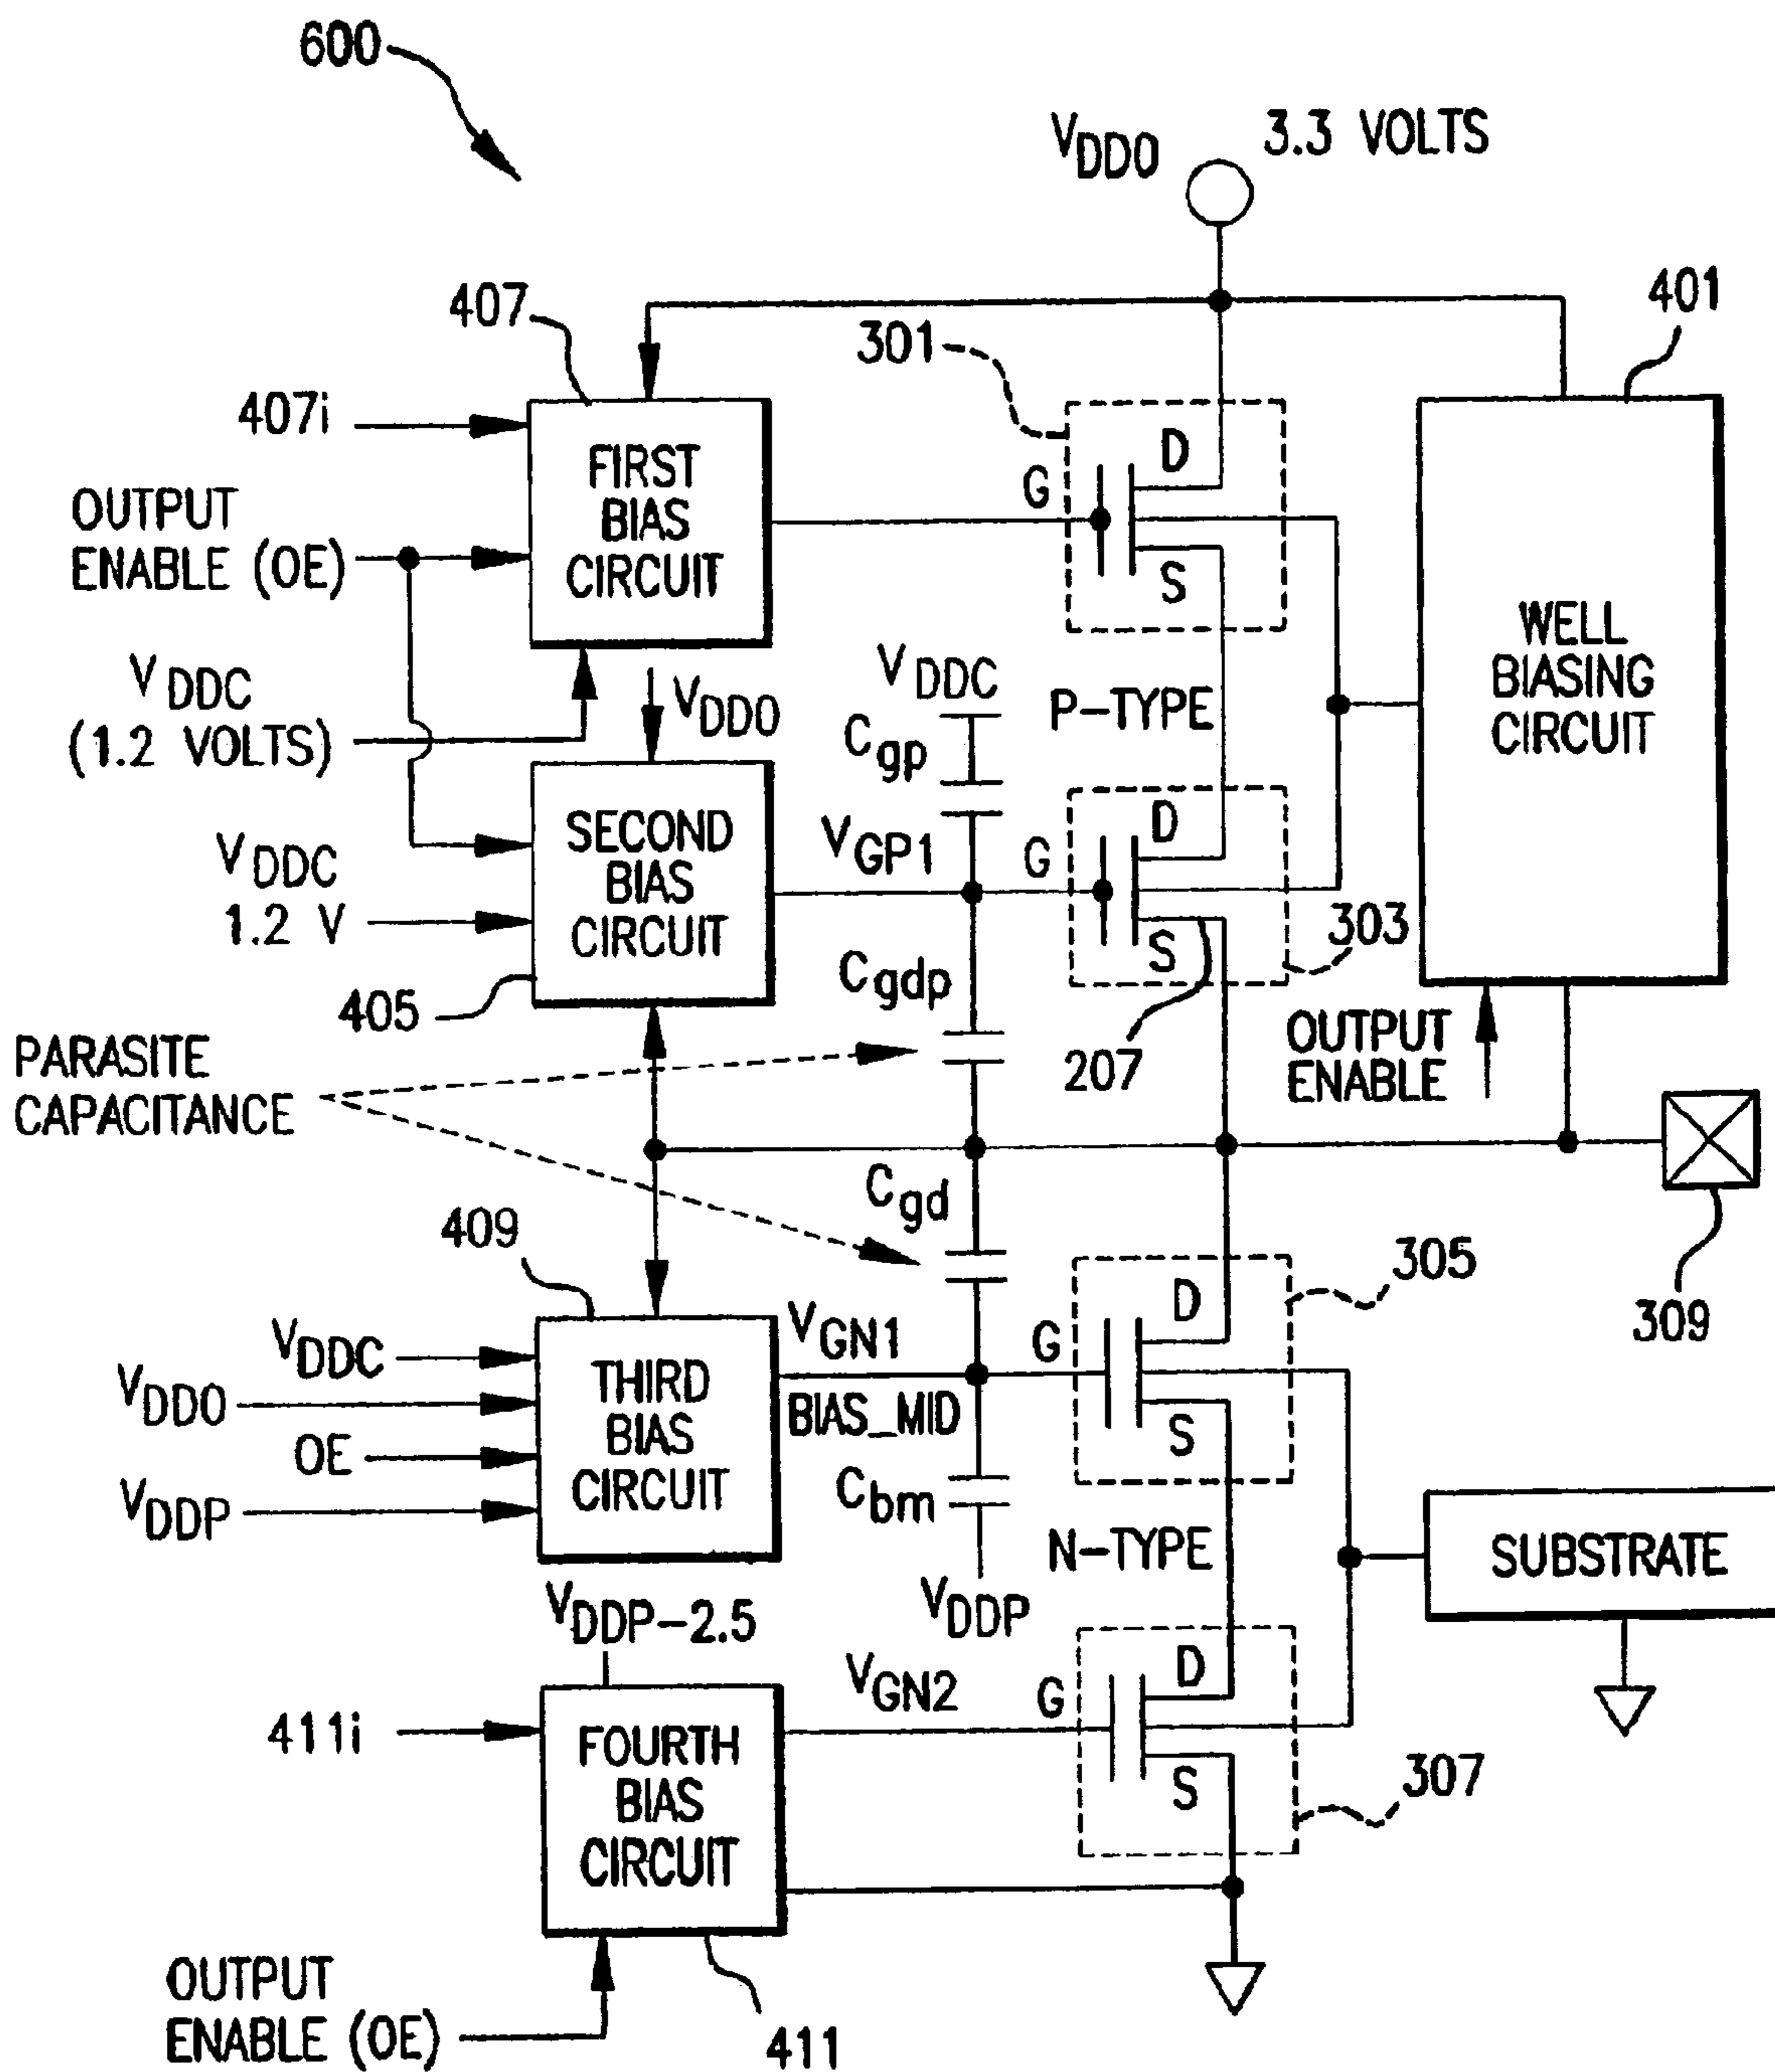 600
VDDO
3.3 VOLTS
407
301
401
407i
FIRST
BIAS
CIRCUIT
G
D
S
OUTPUT
ENABLE (OE)
WELL
BIASING
CIRCUIT
VDDC
(1.2 VOLTS)
VDDO
VDDC
P-TYPE
Cgp
SECOND
BIAS
CIRCUIT
VGP1
G
D
S
VDDC
1.2 V
303
405
Cgdp
207
OUTPUT
ENABLE
PARASITE
CAPACITANCE
Cgd
409
305
309
VDDC
VDDO
OE
VDDP
THIRD
BIAS
CIRCUIT
VGN1
BIAS_MID
G
D
S
Cbm
VDDP
N-TYPE
SUBSTRATE
VDDP-2.5
411i
FOURTH
BIAS
CIRCUIT
VGN2
G
D
S
307
OUTPUT
ENABLE (OE)
411